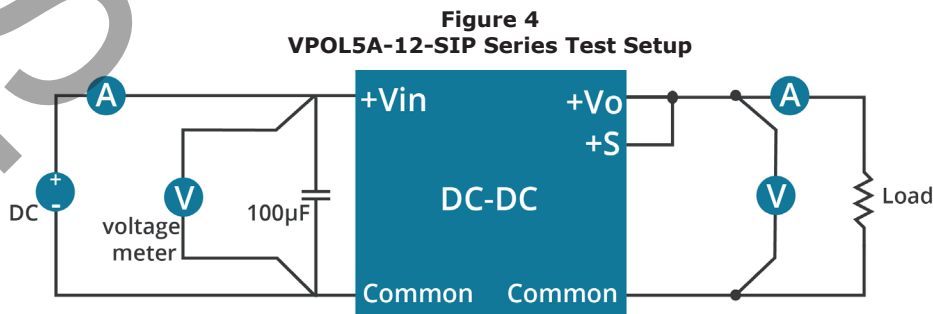 Figure 4
VPOL5A-12-SIP Series Test Setup
A
+Vin
+Vo
A
+S
+
-
DC
V
voltage
meter
100µF
DC-DC
V
Load
Common
Common